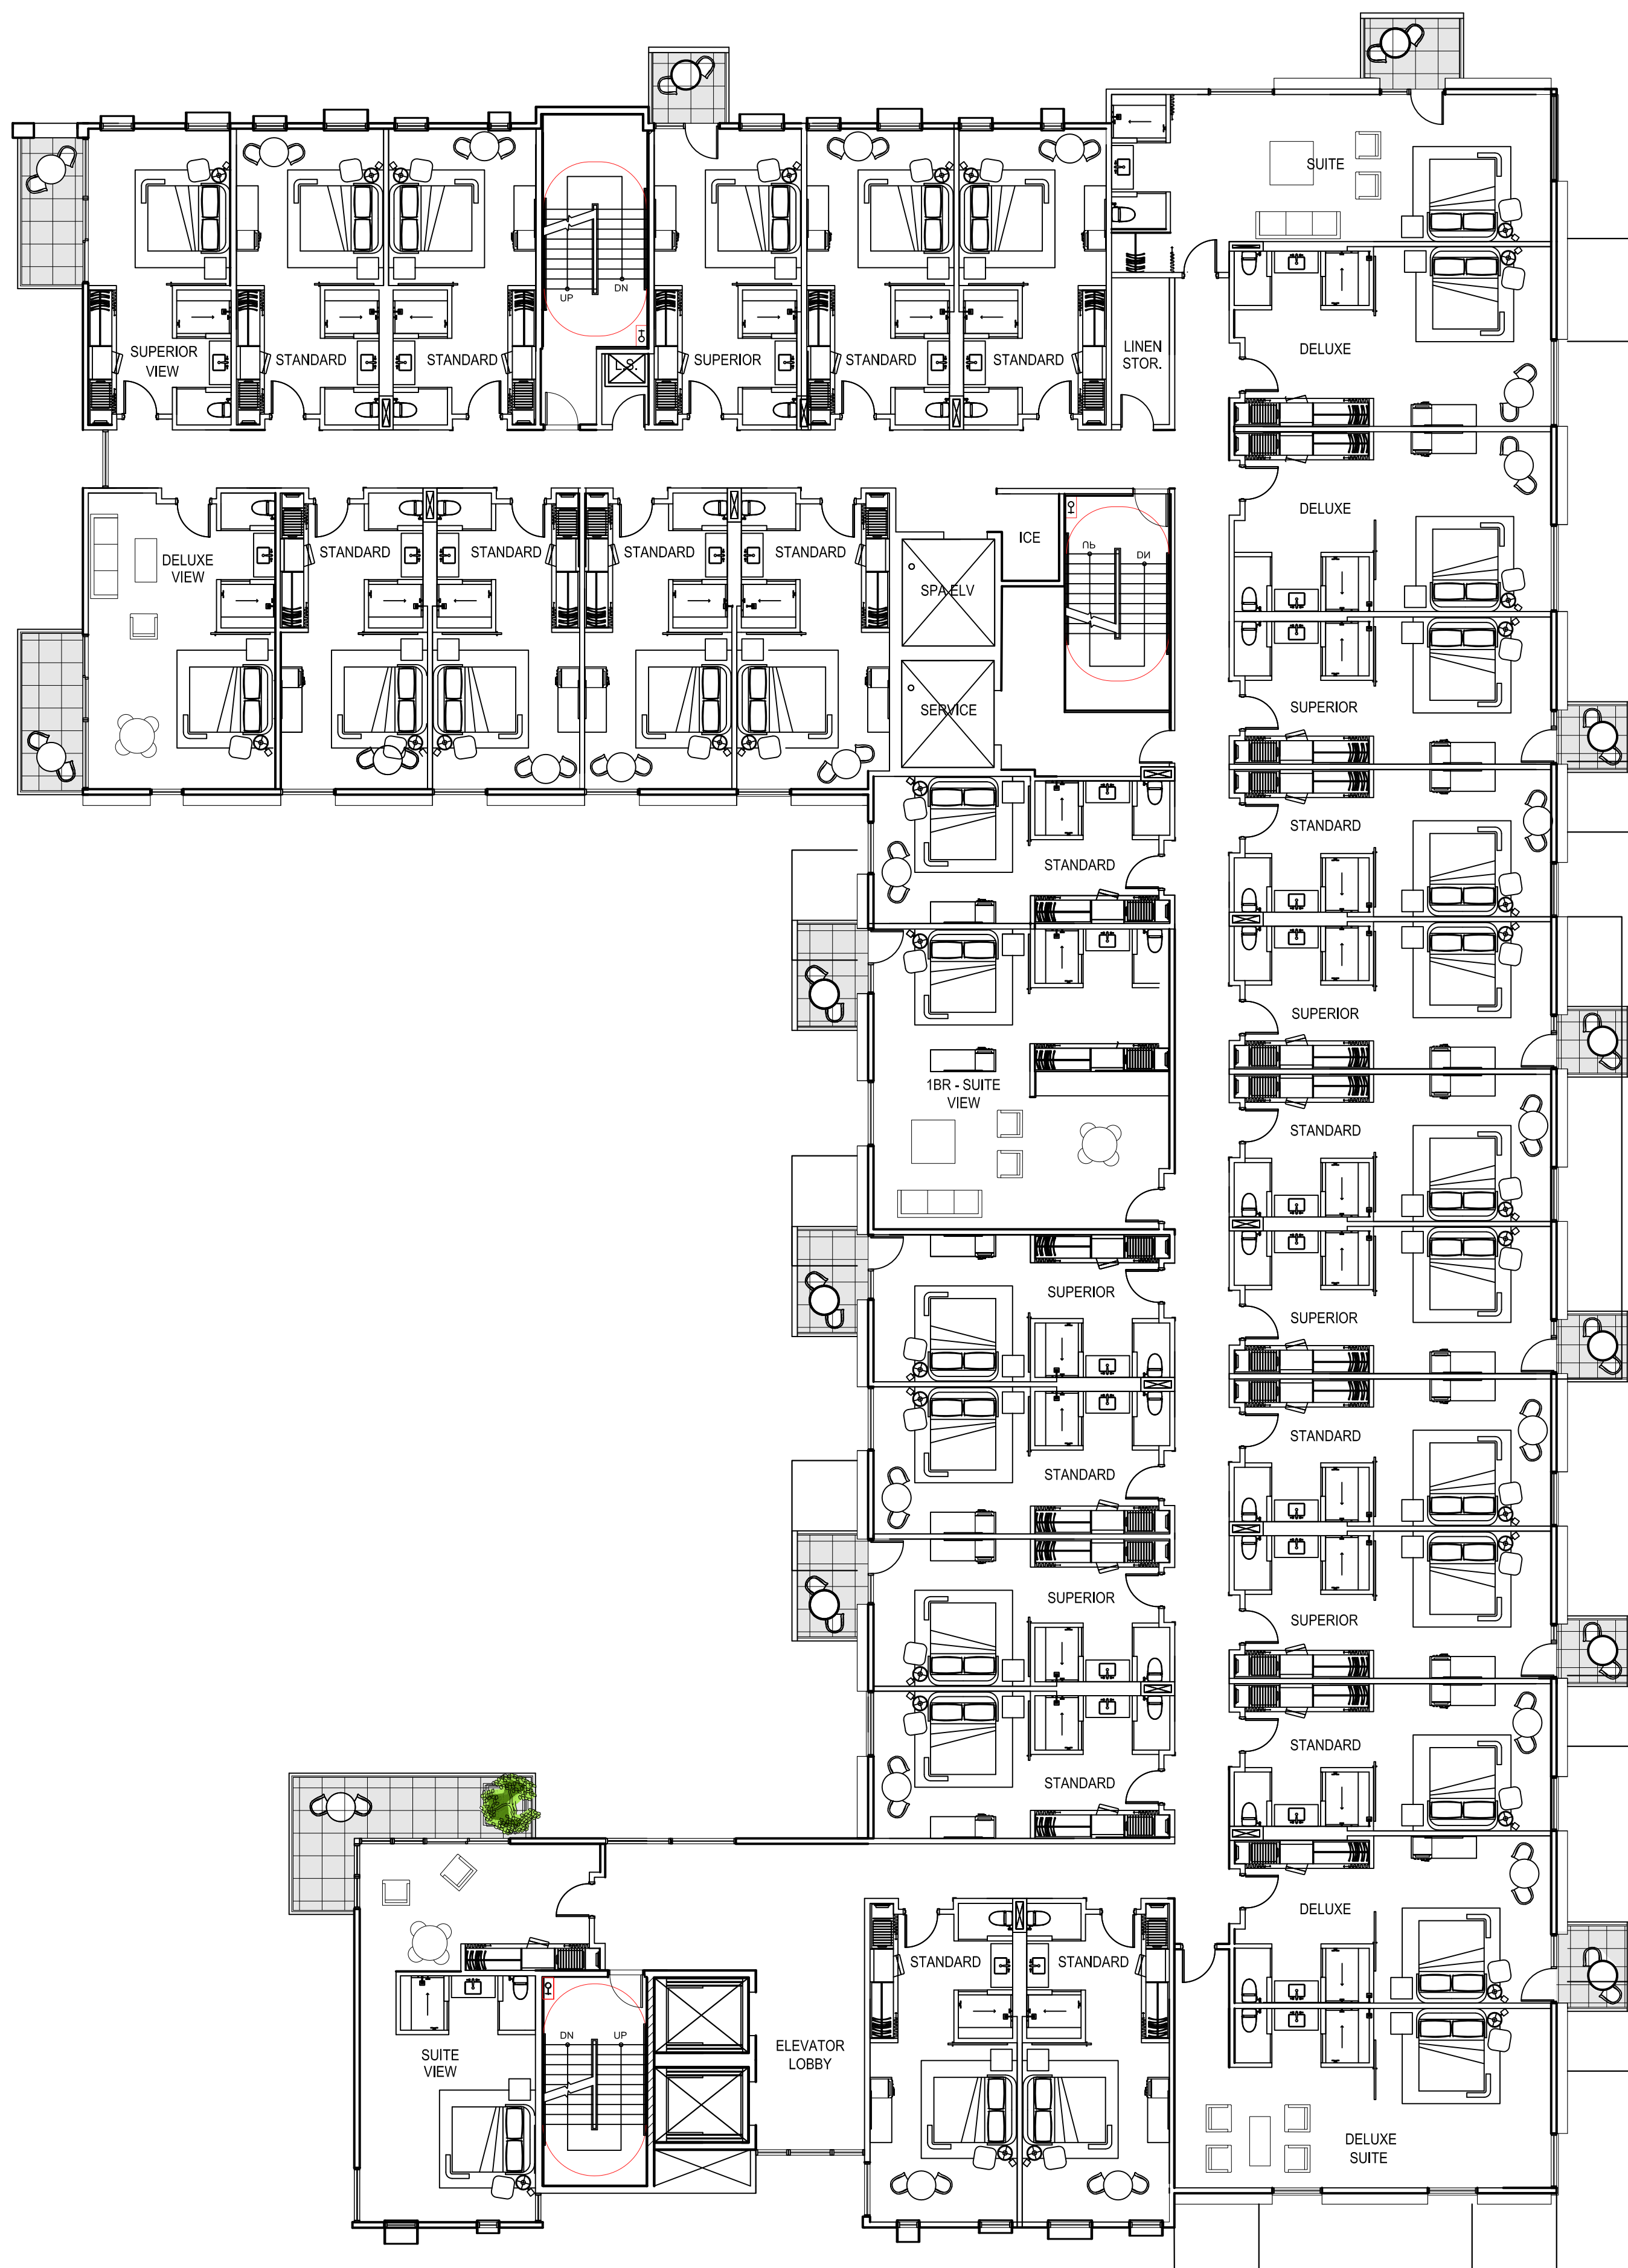 SUITE
UP
DN
SUPERIOR
VIEW
STANDARD
STANDARD
L.S.
SUPERIOR
STANDARD
STANDARD
LINEN
STOR.
DELUXE
DELUXE
VIEW
STANDARD
STANDARD
STANDARD
STANDARD
SPA ELV
ICE
UP
DN
DELUXE
SERVICE
SUPERIOR
STANDARD
STANDARD
SUPERIOR
1BR - SUITE
VIEW
STANDARD
SUPERIOR
SUPERIOR
STANDARD
STANDARD
SUPERIOR
SUPERIOR
STANDARD
STANDARD
DELUXE
STANDARD
STANDARD
SUITE
VIEW
DN
UP
ELEVATOR
LOBBY
DELUXE
SUITE